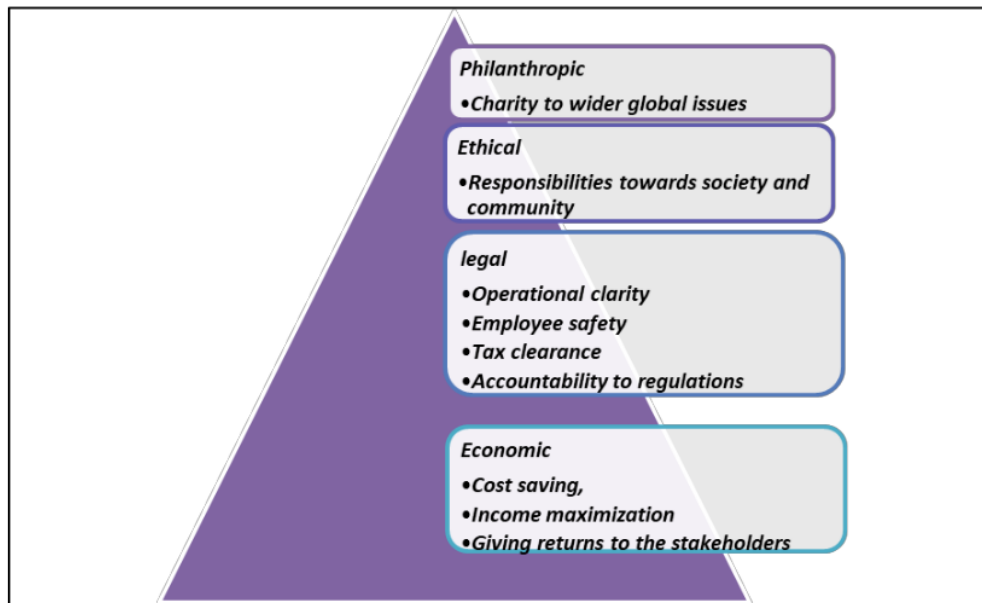 Philanthropic
•Charity to wider global issues
Ethical
•Responsibilities towards society and
community
legal
•Operational clarity
•Employee safety
•Tax clearance
•Accountability to regulations
Economic
•Cost saving,
•Income maximization
•Giving returns to the stakeholders